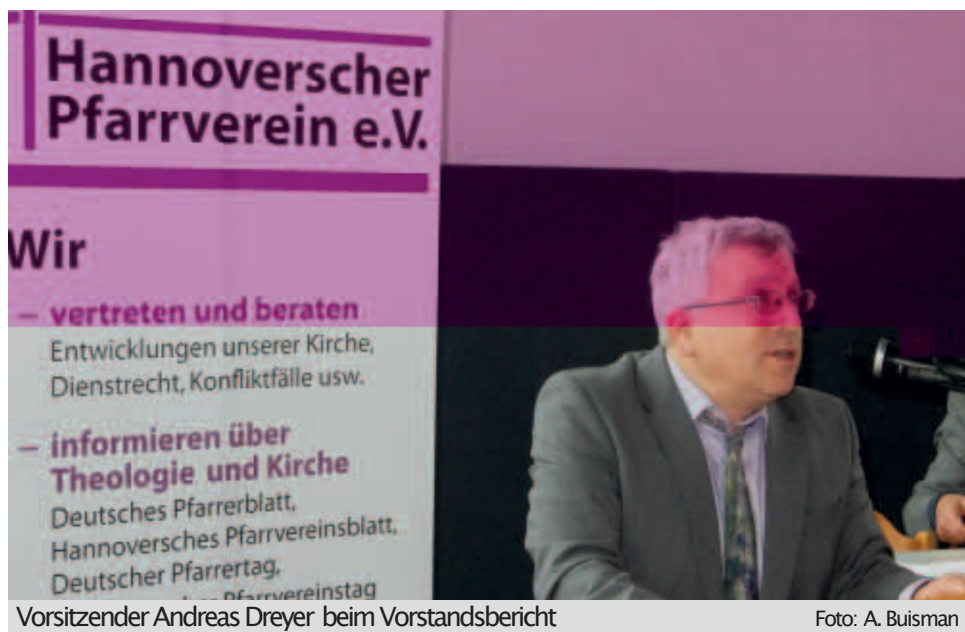 Hannoverscher
Pfarrverein e.V.
Wir
– vertreten und beraten
Entwicklungen unserer Kirche,
Dienstrecht, Konfliktfälle usw.
– informieren über
Theologie und Kirche
Deutsches Pfarrerblatt,
Hannoversches Pfarrvereinsblatt,
Deutscher Pfarrertag,
Pfarrvereinstag
Vorsitzender Andreas Dreyer beim Vorstandsbericht
Foto: A. Buisman